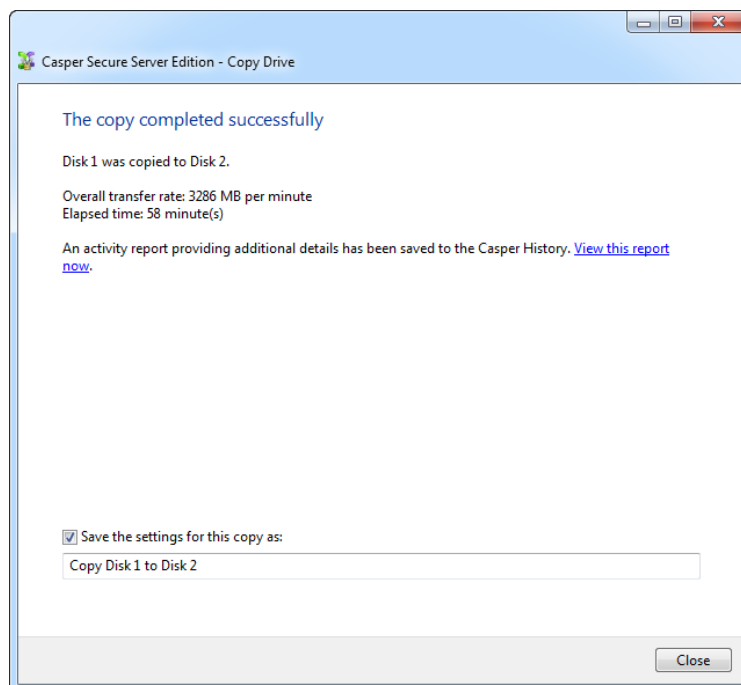 Casper Secure Server Edition - Copy Drive
The copy completed successfully
Disk 1 was copied to Disk 2.
Overall transfer rate: 3286 MB per minute
Elapsed time: 58 minute(s)
An activity report providing additional details has been saved to the Casper History. View this report
now.
Save the settings for this copy as:
Copy Disk 1 to Disk 2
Close